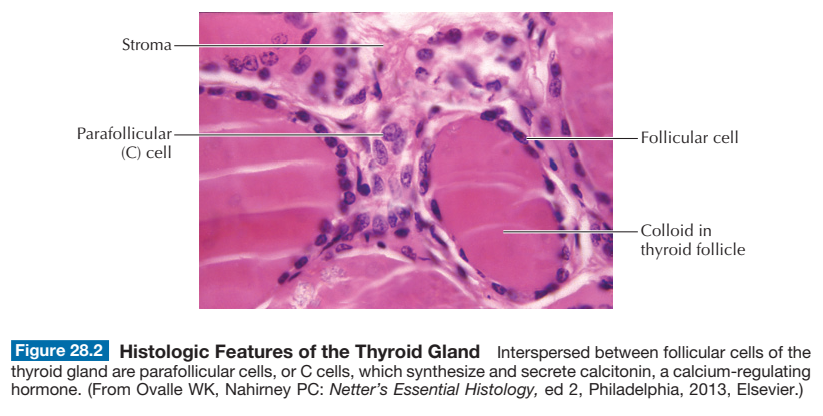 Stroma
Parafollicular
(C) cell
Follicular cell
Colloid in
thyroid follicle
Figure 28.2 Histologic Features of the Thyroid Gland Interspersed between follicular cells of the
thyroid gland are parafollicular cells, or C cells, which synthesize and secrete calcitonin, a calcium-regulating
hormone. (From Ovalle WK, Nahirney PC: Netter's Essential Histology, ed 2, Philadelphia, 2013, Elsevier.)